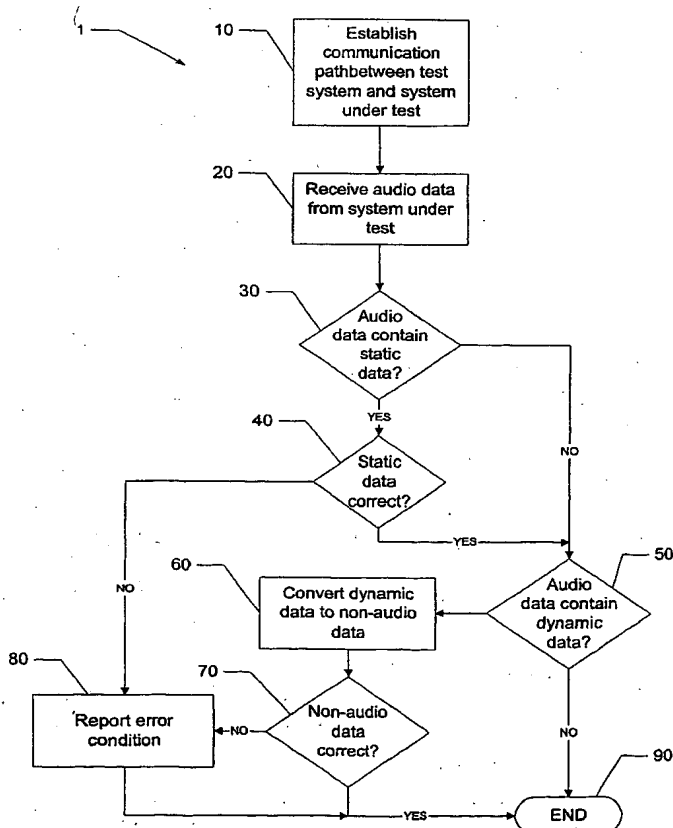 1
10
Establish
communication
pathbetween test
system and system
under test
20
Receive audio data
from system under
test
30
Audio
data contain
static
data?
YES
NO
40
Static
data
correct?
YES
NO
50
Audio
data contain
dynamic
data?
60
Convert dynamic
data to non-audio
data
70
Non-audio
data
correct?
NO
80
Report error
condition
NO
YES
90
END